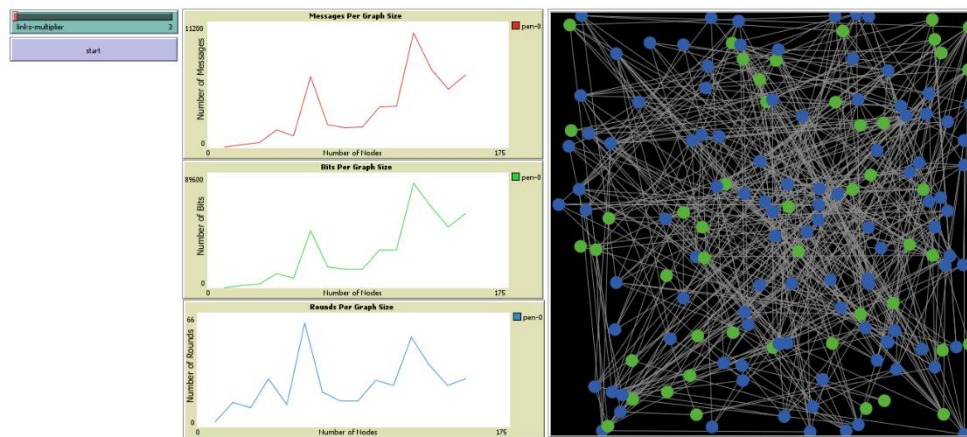 links-multiplier 3
start
Messages Per Graph Size
11200
Number of Messages
0
0 Number of Nodes 175
pen-0
Bits Per Graph Size
89600
Number of Bits
0
0 Number of Nodes 175
pen-0
Rounds Per Graph Size
66
Number of Rounds
0
0 Number of Nodes 175
pen-0